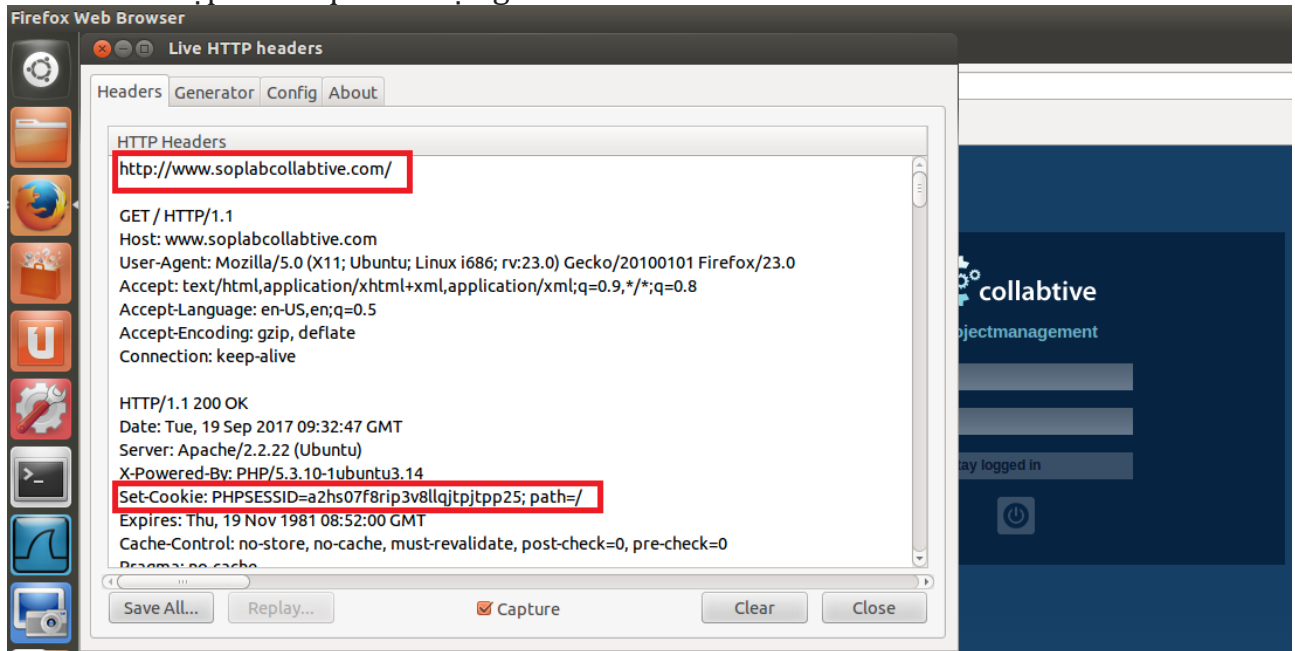 Firefox Web Browser
Live HTTP headers
Headers Generator Config About
HTTP Headers
http://www.soplabcollabtive.com/
GET / HTTP/1.1
Host: www.soplabcollabtive.com
User-Agent: Mozilla/5.0 (X11; Ubuntu; Linux i686; rv:23.0) Gecko/20100101 Firefox/23.0
Accept: text/html,application/xhtml+xml,application/xml;q=0.9,*/*;q=0.8
Accept-Language: en-US,en;q=0.5
Accept-Encoding: gzip, deflate
Connection: keep-alive
HTTP/1.1 200 OK
Date: Tue, 19 Sep 2017 09:32:47 GMT
Server: Apache/2.2.22 (Ubuntu)
X-Powered-By: PHP/5.3.10-1ubuntu3.14
Set-Cookie: PHPSESSID=a2hs07f8rip3v8llqjtpjtpp25; path=/
Expires: Thu, 19 Nov 1981 08:52:00 GMT
Cache-Control: no-store, no-cache, must-revalidate, post-check=0, pre-check=0
Pragma: no-cache
Save All... Replay... Capture Clear Close
collabtive
ojectmanagement
tay logged in